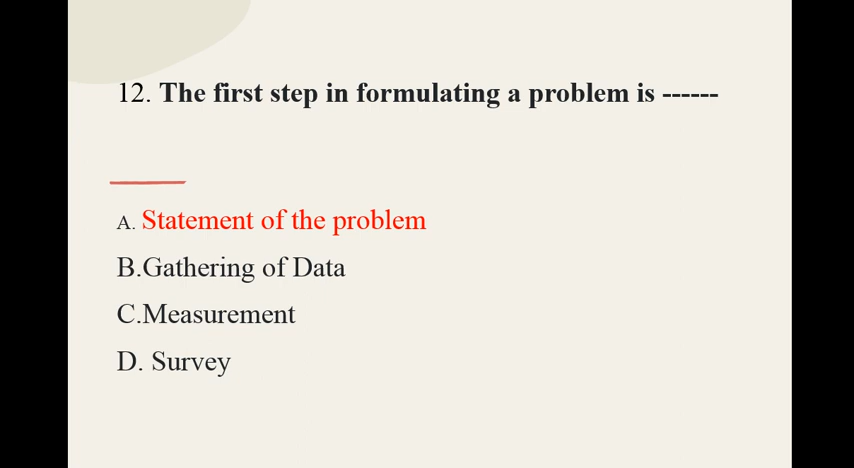 12. The first step in formulating a problem is ------
A. Statement of the problem
B.Gathering of Data
C.Measurement
D. Survey